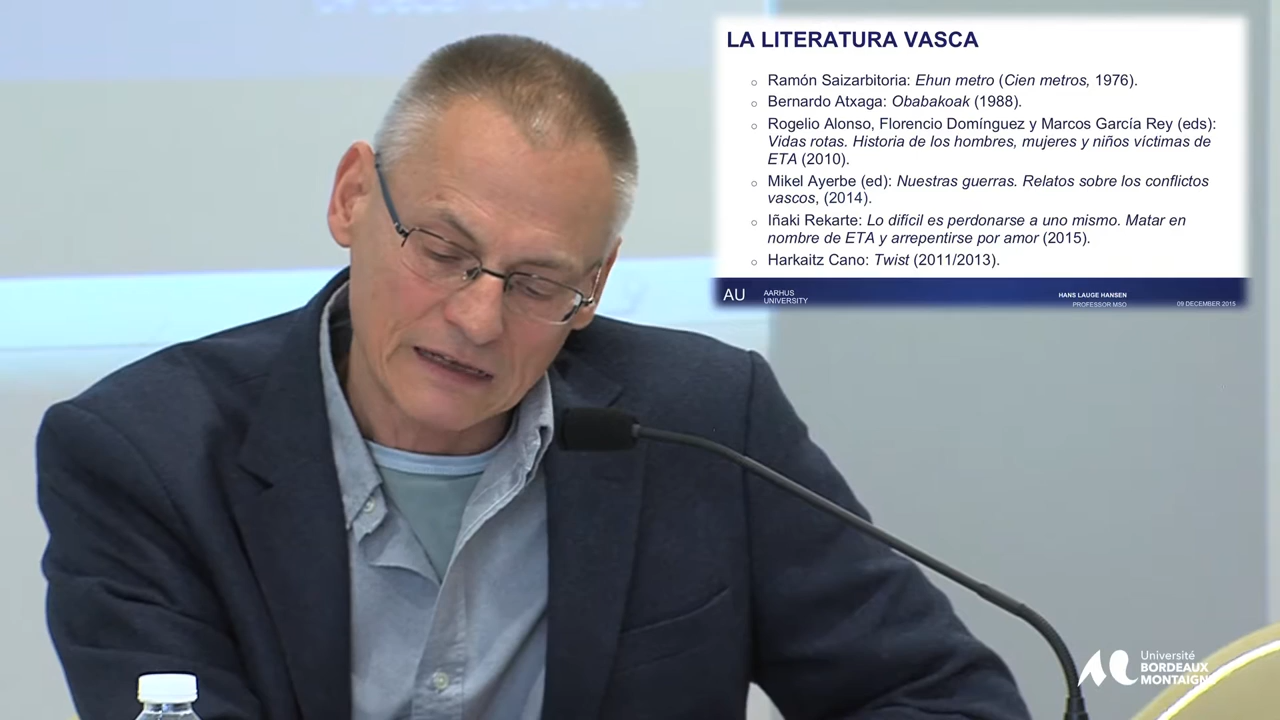 LA LITERATURA VASCA
○ Ramón Saizarbitoria: Ehun metro (Cien metros, 1976).
○ Bernardo Atxaga: Obabakoak (1988).
○ Rogelio Alonso, Florencio Domínguez y Marcos García Rey (eds):
Vidas rotas. Historia de los hombres, mujeres y niños víctimas de
ETA (2010).
○ Mikel Ayerbe (ed): Nuestras guerras. Relatos sobre los conflictos
vascos, (2014).
○ Iñaki Rekarte: Lo difícil es perdonarse a uno mismo. Matar en
nombre de ETA y arrepentirse por amor (2015).
○ Harkaitz Cano: Twist (2011/2013).
AU AARHUS
UNIVERSITY
HANS LAUGE HANSEN
PROFESSOR MSO
09 DECEMBER 2015
Université
BORDEAUX
MONTAIGNE